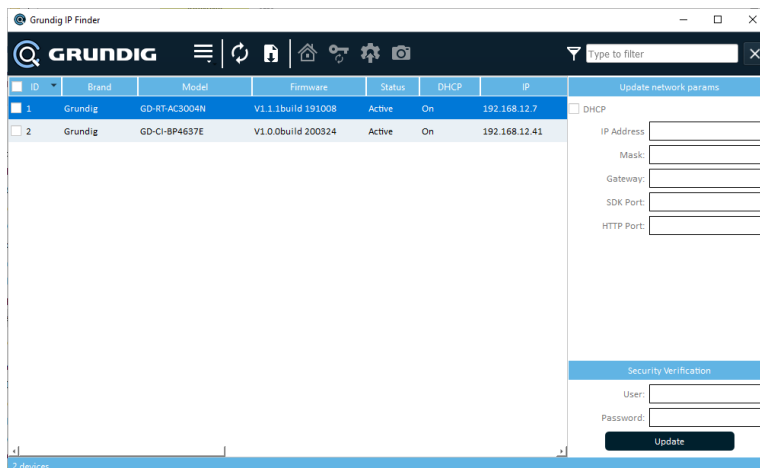 Grundig IP Finder
GRUNDIG
Type to filter
ID Brand Model Firmware Status DHCP IP
1 Grundig GD-RT-AC3004N V1.1.1build 191008 Active On 192.168.12.7
2 Grundig GD-CI-BP4637E V1.0.0build 200324 Active On 192.168.12.41
Update network params
DHCP
IP Address
Mask:
Gateway:
SDK Port:
HTTP Port:
Security Verification
User:
Password:
Update
2 devices